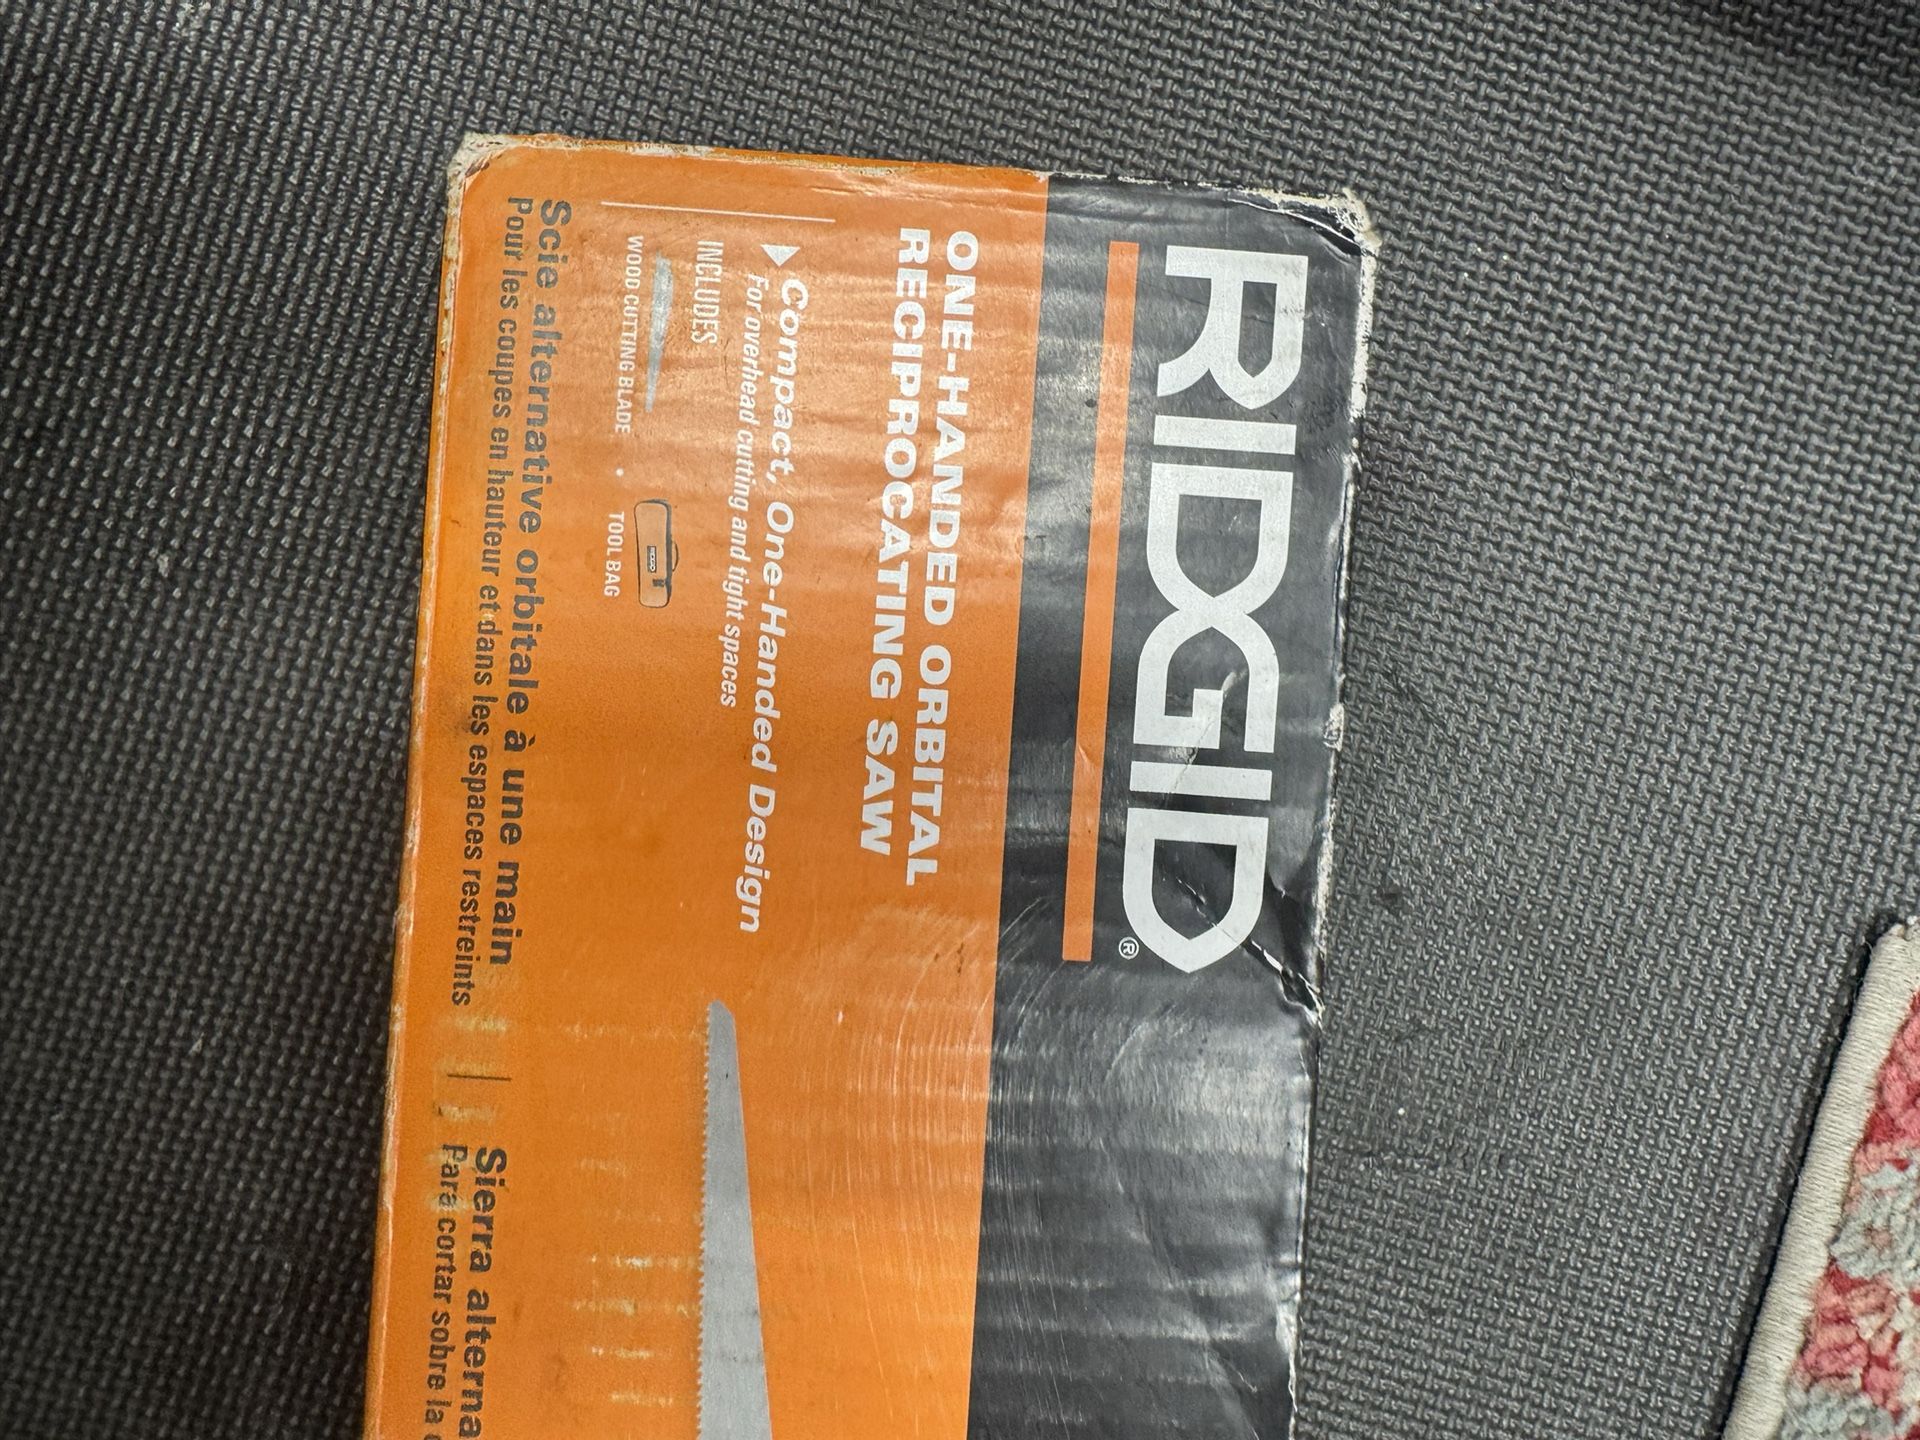 RIDGID®
ONE-HANDED ORBITAL
RECIPROCATING SAW
Compact, One-Handed Design
For overhead cutting and tight spaces
INCLUDES
WOOD CUTTING BLADE • TOOL BAG
Scie alternative orbitale à une main
Pour les coupes en hauteur et dans les espaces restreints
Sierra alterna
Para cortar sobre la